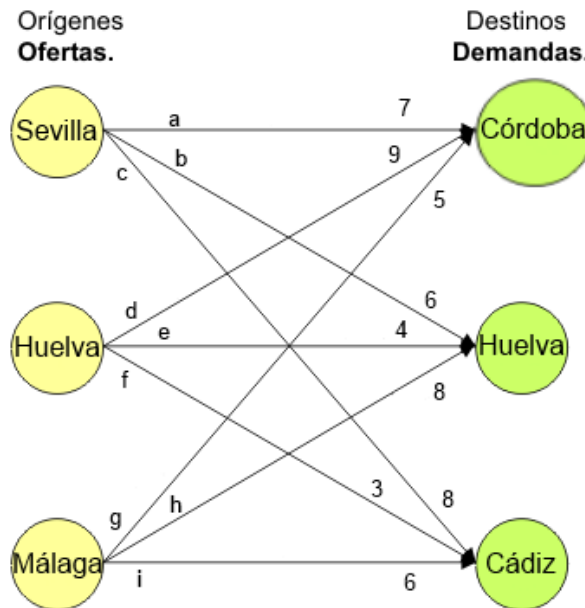 Orígenes
Ofertas.
Destinos
Demandas.
Sevilla
a
7
Córdoba
b
9
c
5
d
6
Huelva
e
4
Huelva
f
8
g
h
3
8
Málaga
i
6
Cádiz